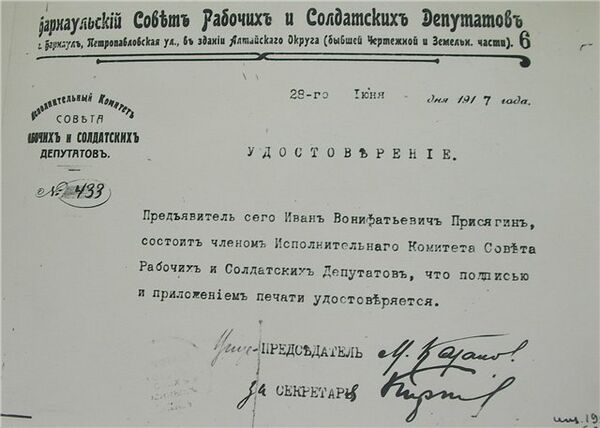 Барнаульскій Совѣтъ Рабочихъ и Солдатскихъ Депутатовъ
г. Барнаулъ, Петропавловская ул., въ зданіи Алтайскаго Округа (бывшей Чертежной и Земельн. части). 6
28-го Іюня дня 1917 года.
Исполнительный Комитетъ
СОВѢТА
РАБОЧИХЪ и СОЛДАТСКИХЪ
ДЕПУТАТОВЪ.
№ 433
УДОСТОВѢРЕНІЕ.
Предъявитель сего Иванъ Вонифатьевичъ Присягинъ,
состоитъ членомъ Исполнительнаго Комитета Совѣта
Рабочихъ и Солдатскихъ Депутатовъ, что подписью
и приложеніемъ печати удостовѣряется.
ПРЕДСѢДАТЕЛЬ
за СЕКРЕТАРЯ